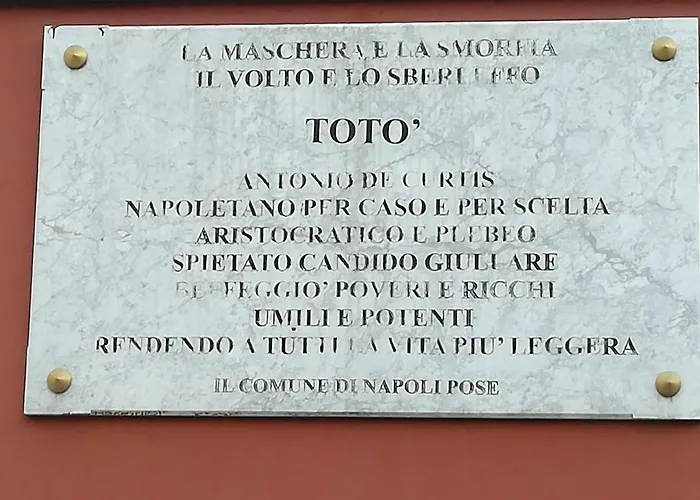 LA MASCHERA E LA SMORFIA
IL VOLTO E LO SBERLEFFO
TOTO'
ANTONIO DE CURTIS
NAPOLETANO PER CASO E PER SCELTA
ARISTOCRATICO E PLEBEO
SPIETATO CANDIDO GIULLARE
BEFFEGGIO' POVERI E RICCHI
UMILI E POTENTI
RENDENDO A TUTTI LA VITA PIU' LEGGERA
IL COMUNE DI NAPOLI POSE